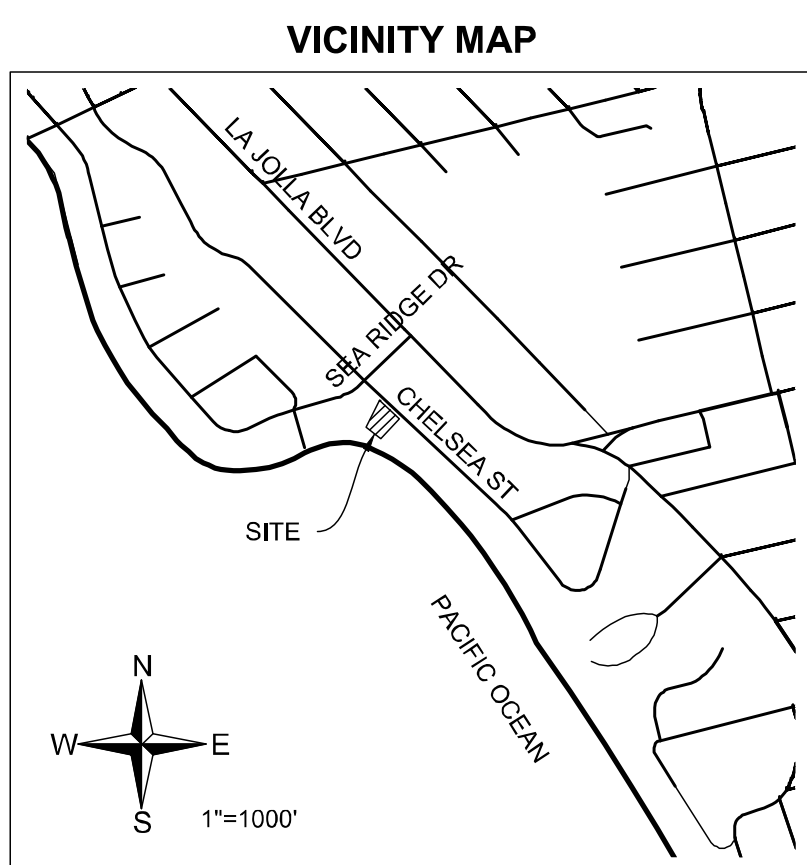 VICINITY MAP
LA JOLLA BLVD
SEA RIDGE DR
CHELSEA ST
SITE
PACIFIC OCEAN
N
W E
S
1"=1000'